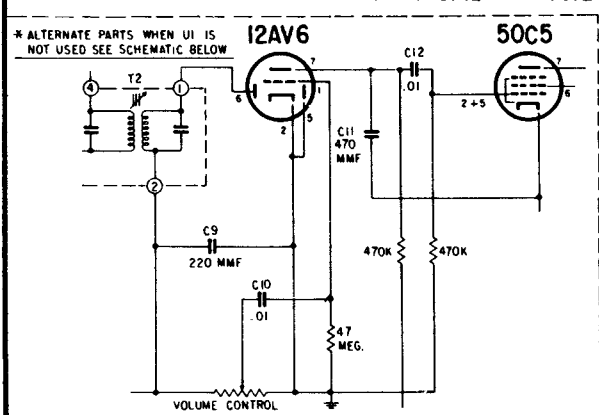 * ALTERNATE PARTS WHEN U1 IS
NOT USED SEE SCHEMATIC BELOW
12AV6
50C5
T2
4
1
6
7
1
2
5
C12
.01
C11
470
MMF
7
6
2+5
2
C9
220 MMF
470K
470K
C10
.01
47
MEG.
VOLUME CONTROL